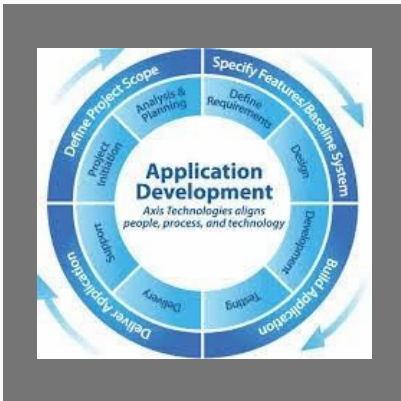 Define Project Scope
Specify Features/Baseline System
Build Application
Deliver Application
Project
Initiation
Analysis &
Planning
Define
Requirements
Design
Development
Testing
Delivery
Support
Application
Development
Axis Technologies aligns
people, process, and technology